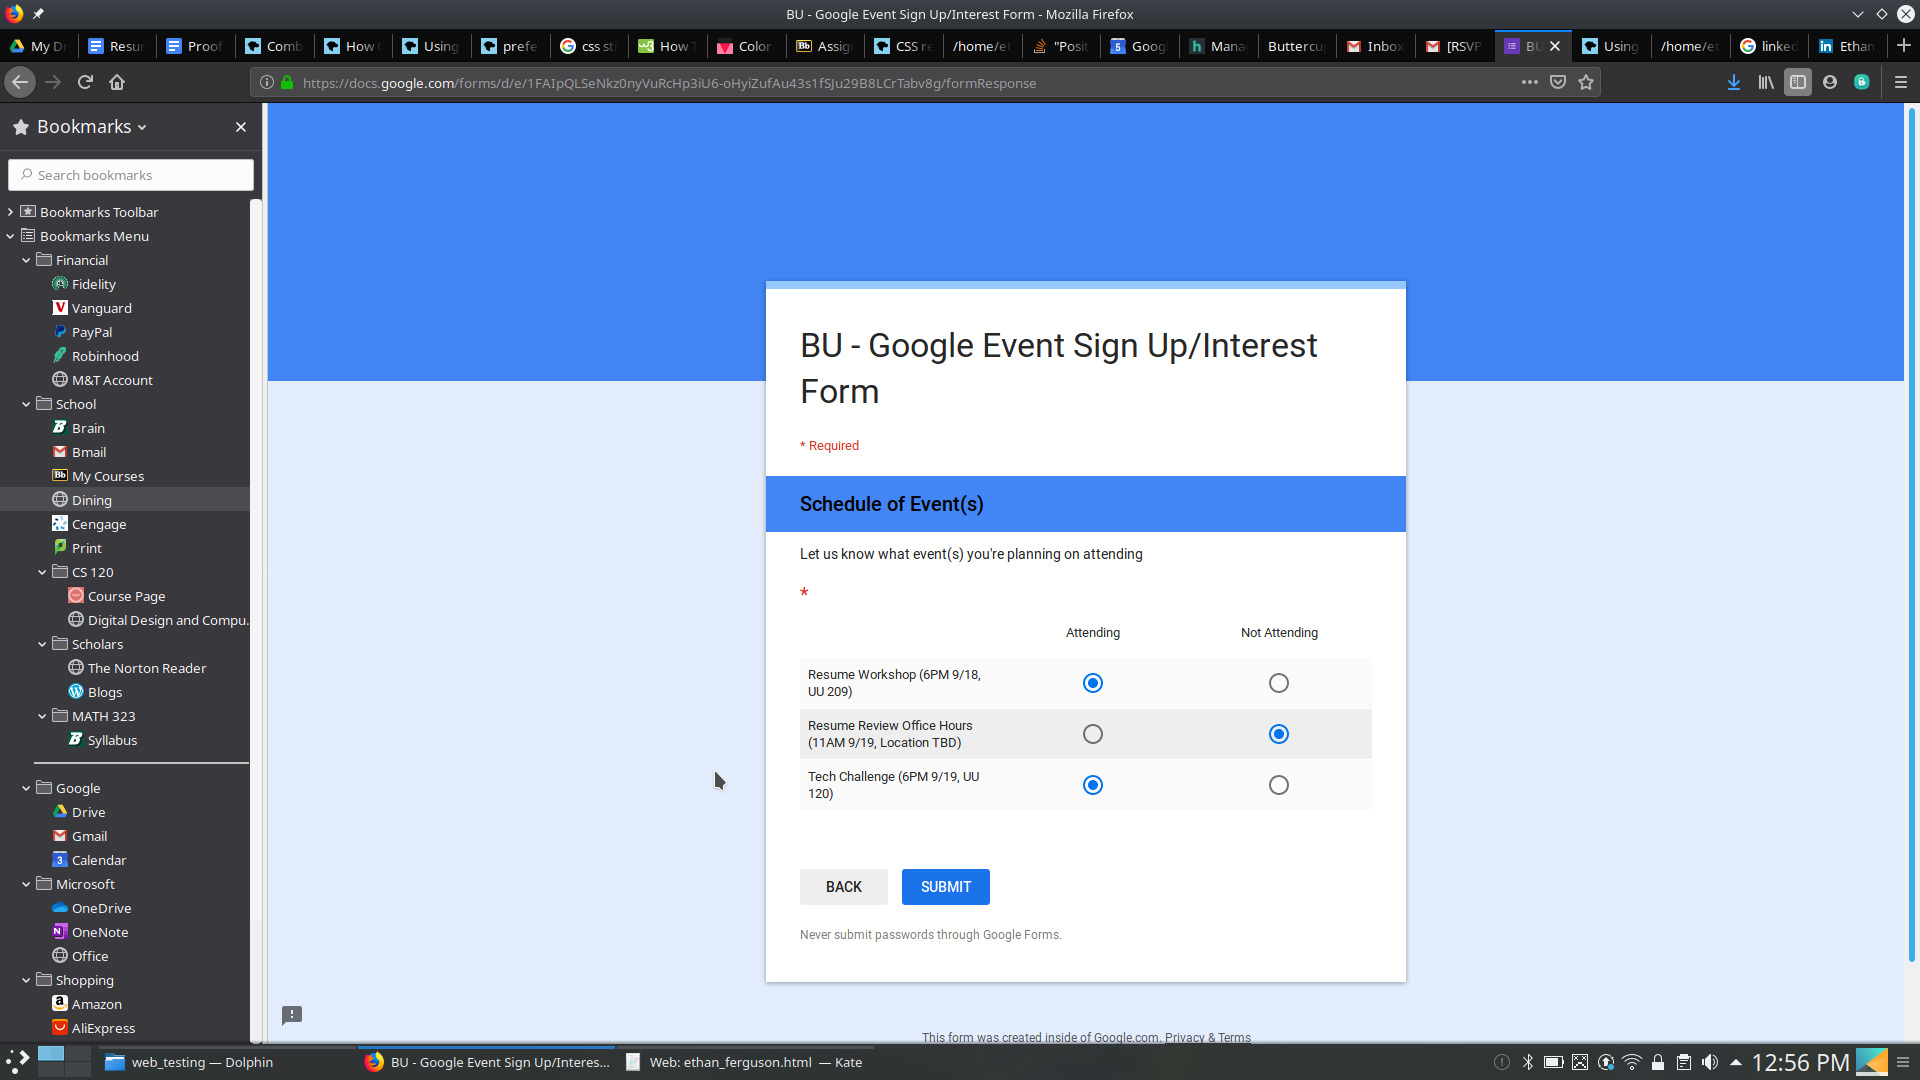 BU - Google Event Sign Up/Interest Form - Mozilla Firefox
My Dr
Resu
Proof
Comb
How
Using
prefe
css sti
How T
Color
Assig
CSS re
/home/et
"Posit
Googl
Mana
Buttercu
Inbox
[RSVP
BU
Using
/home/et
linked
Ethan
https://docs.google.com/forms/d/e/1FAIpQLSeNkz0nyVuRcHp3iU6-oHyiZufAu43s1fSJu29B8LCrTabv8g/formResponse
Bookmarks
Search bookmarks
Bookmarks Toolbar
Bookmarks Menu
Financial
Fidelity
Vanguard
PayPal
Robinhood
M&T Account
School
Brain
Bmail
My Courses
Dining
Cengage
Print
CS 120
Course Page
Digital Design and Compu.
Scholars
The Norton Reader
Blogs
MATH 323
Syllabus
Google
Drive
Gmail
Calendar
Microsoft
OneDrive
OneNote
Office
Shopping
Amazon
AliExpress
BU - Google Event Sign Up/Interest
Form
* Required
Schedule of Event(s)
Let us know what event(s) you're planning on attending
*
Attending Not Attending
Resume Workshop (6PM 9/18,
UU 209)
Resume Review Office Hours
(11AM 9/19, Location TBD)
Tech Challenge (6PM 9/19, UU
120)
BACK SUBMIT
Never submit passwords through Google Forms.
This form was created inside of Google.com. Privacy & Terms
web_testing — Dolphin
BU - Google Event Sign Up/Interes...
Web: ethan_ferguson.html — Kate
12:56 PM